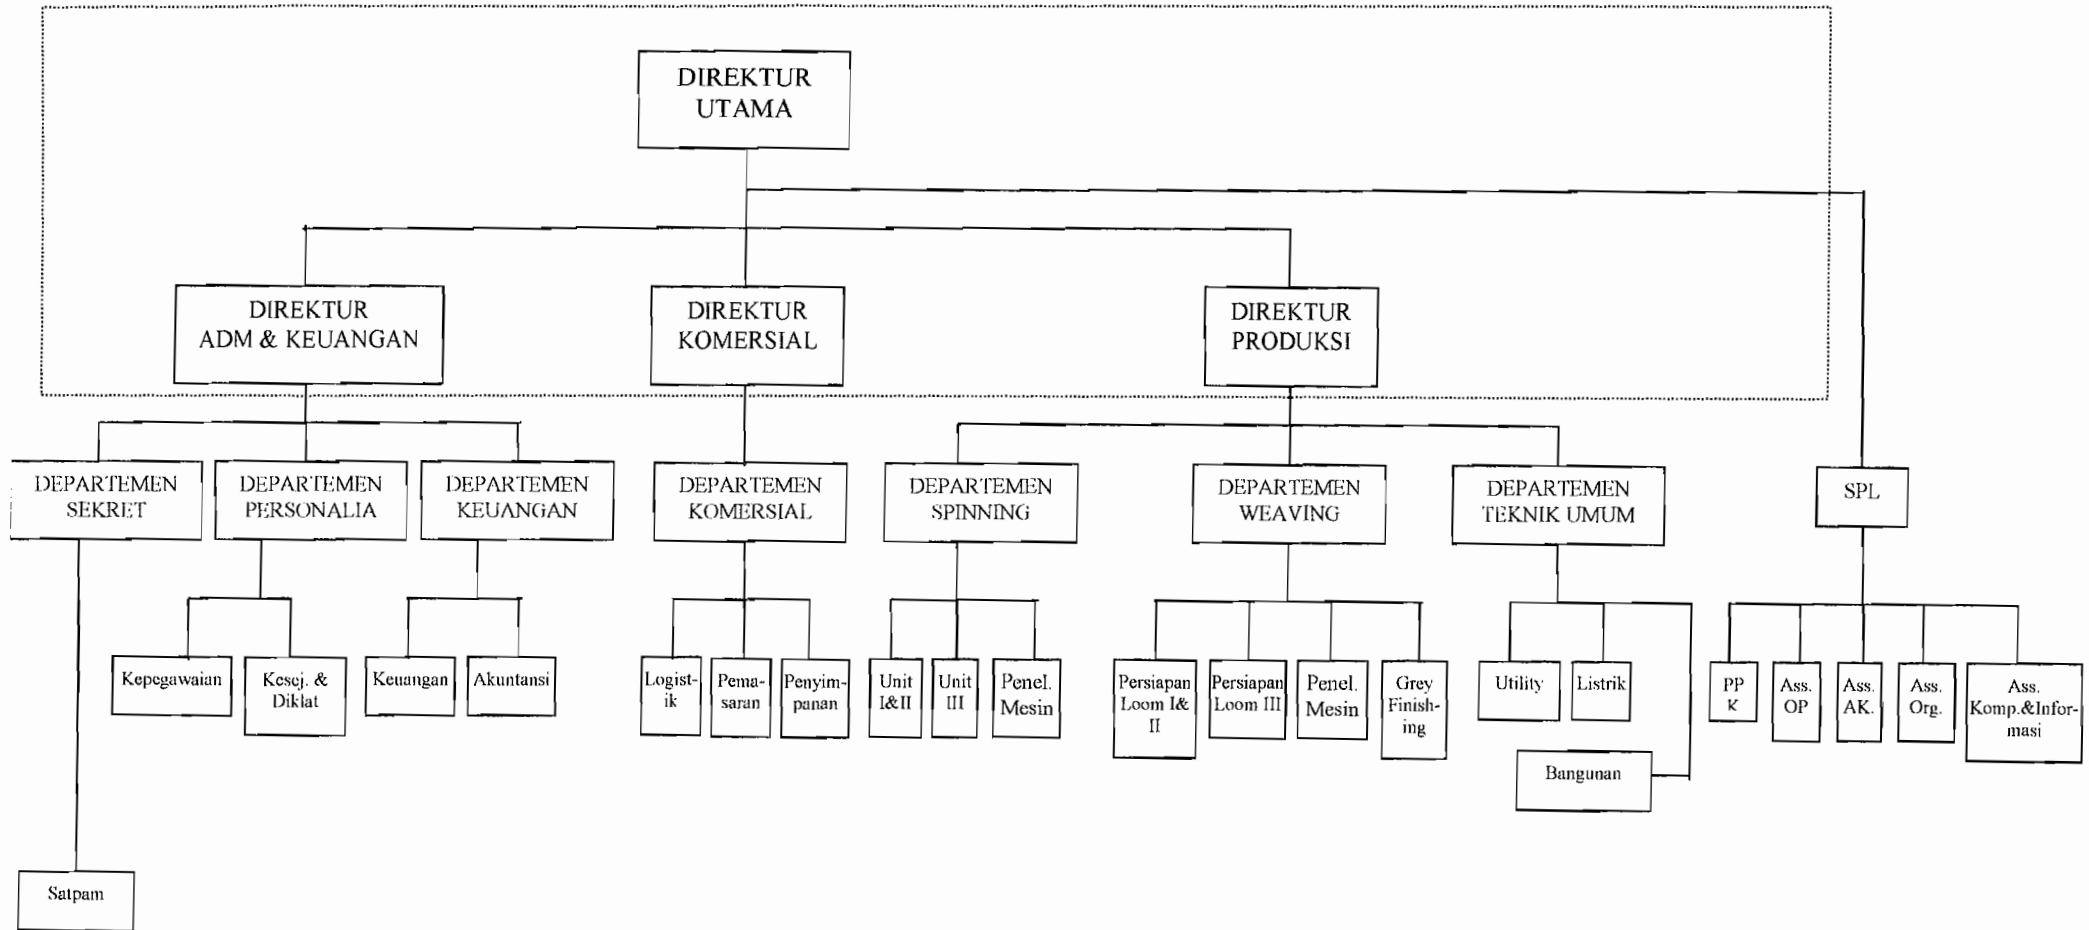 DIREKTUR
UTAMA
DIREKTUR
ADM & KEUANGAN
DIREKTUR
KOMERSIAL
DIREKTUR
PRODUKSI
DEPARTEMEN
SEKRET
DEPARTEMEN
PERSONALIA
DEPARTEMEN
KEUANGAN
DEPARTEMEN
KOMERSIAL
DEPARTEMEN
SPINNING
DEPARTEMEN
WEAVING
DEPARTEMEN
TEKNIK UMUM
SPL
Kepegawaian
Kesej. &
Diklat
Keuangan
Akuntansi
Logist-
ik
Pema-
saran
Penyim-
panan
Unit
I&II
Unit
III
Penel.
Mesin
Persiapan
Loom I&
II
Persiapan
Loom III
Penel.
Mesin
Grey
Finish-
ing
Utility
Listrik
PP
K
Ass.
OP
Ass.
AK.
Ass.
Org.
Ass.
Komp.&Infor-
masi
Bangunan
Satpam